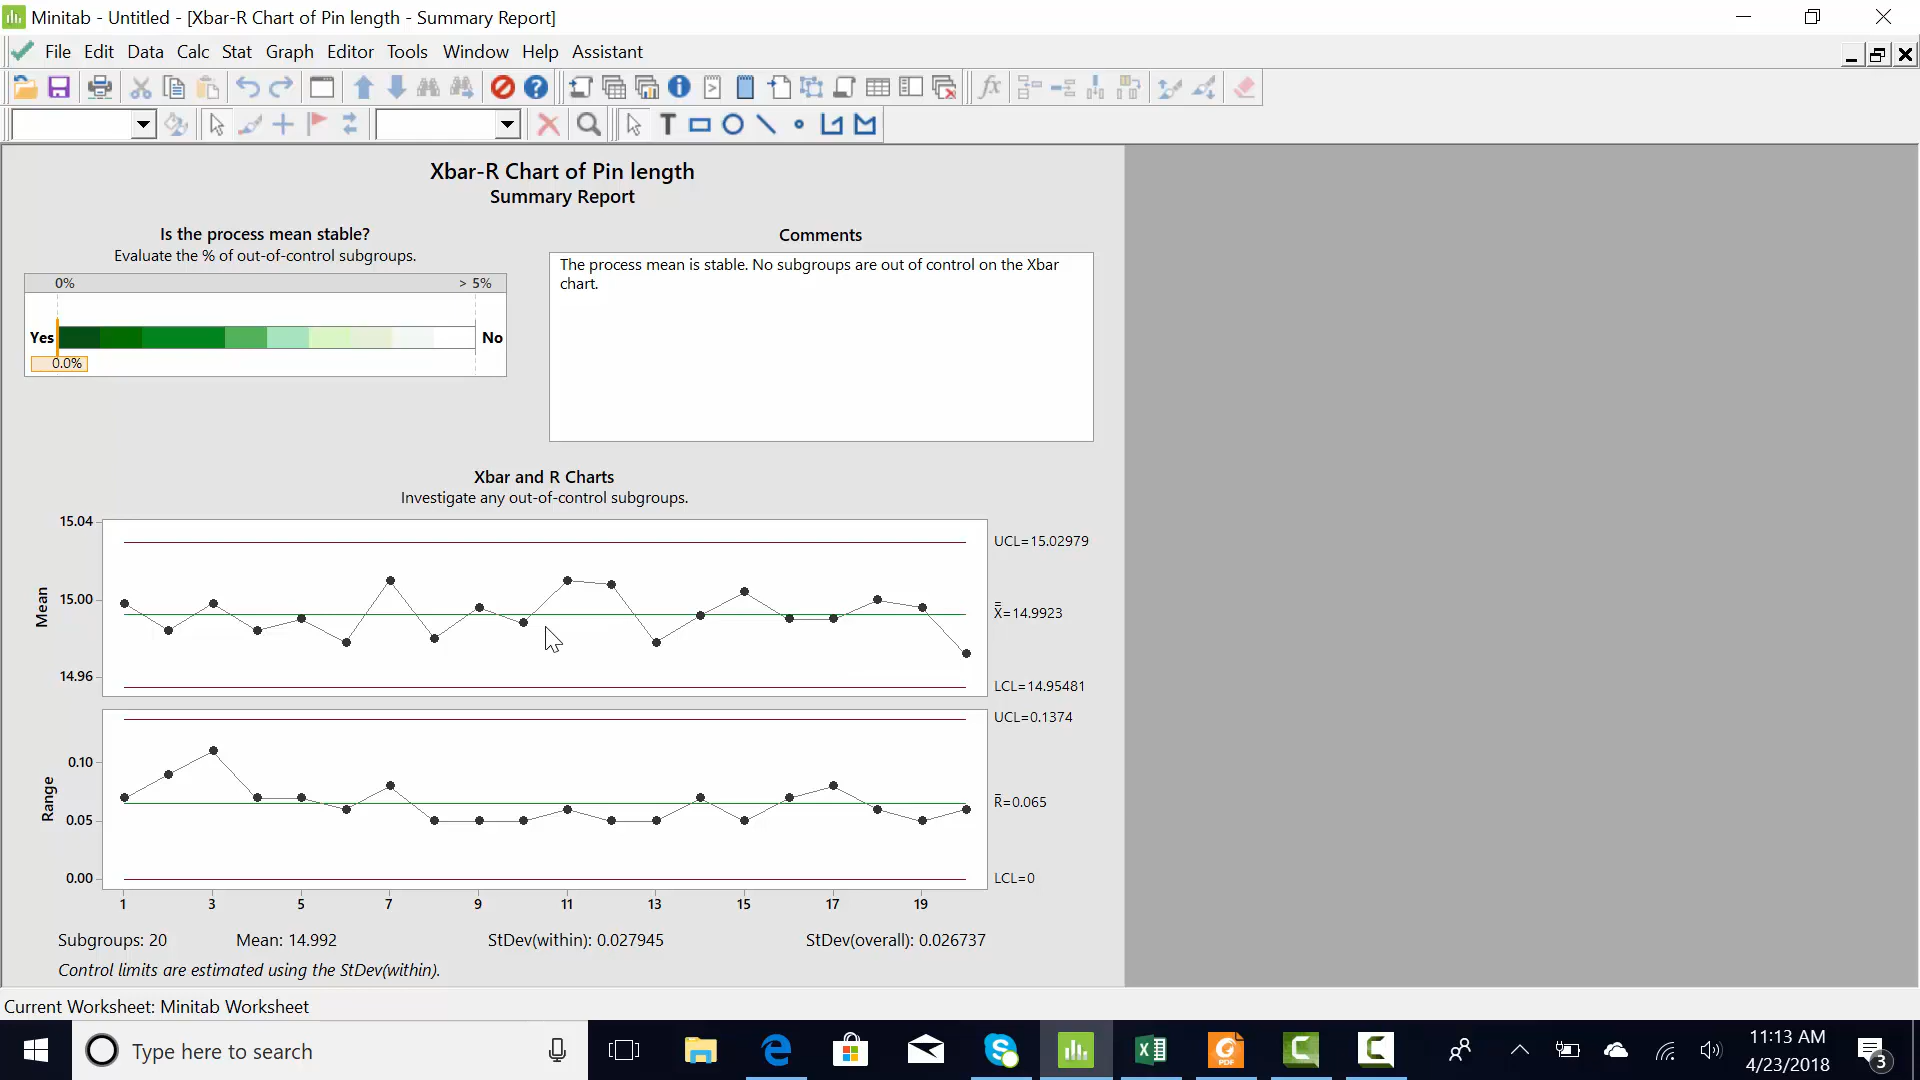 Minitab - Untitled - [Xbar-R Chart of Pin length - Summary Report]
File Edit Data Calc Stat Graph Editor Tools Window Help Assistant
Xbar-R Chart of Pin length
Summary Report
Is the process mean stable?
Evaluate the % of out-of-control subgroups.
0% > 5%
Yes No
0.0%
Comments
The process mean is stable. No subgroups are out of control on the Xbar
chart.
Xbar and R Charts
Investigate any out-of-control subgroups.
Mean
15.04
15.00
14.96
UCL=15.02979
X̿=14.9923
LCL=14.95481
Range
0.10
0.05
0.00
UCL=0.1374
R̅=0.065
LCL=0
1 3 5 7 9 11 13 15 17 19
Subgroups: 20 Mean: 14.992 StDev(within): 0.027945 StDev(overall): 0.026737
Control limits are estimated using the StDev(within).
Current Worksheet: Minitab Worksheet
Type here to search
PDF
11:13 AM
4/23/2018
3